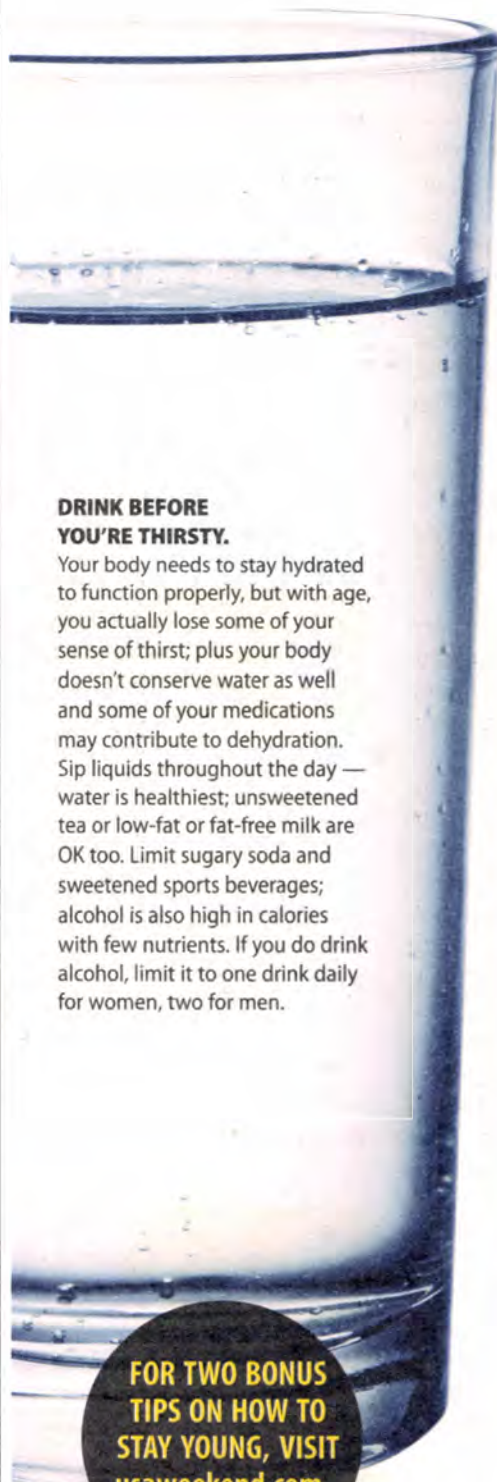 DRINK BEFORE
YOU'RE THIRSTY.
Your body needs to stay hydrated
to function properly, but with age,
you actually lose some of your
sense of thirst; plus your body
doesn't conserve water as well
and some of your medications
may contribute to dehydration.
Sip liquids throughout the day —
water is healthiest; unsweetened
tea or low-fat or fat-free milk are
OK too. Limit sugary soda and
sweetened sports beverages;
alcohol is also high in calories
with few nutrients. If you do drink
alcohol, limit it to one drink daily
for women, two for men.
FOR TWO BONUS
TIPS ON HOW TO
STAY YOUNG, VISIT
usaweekend.com